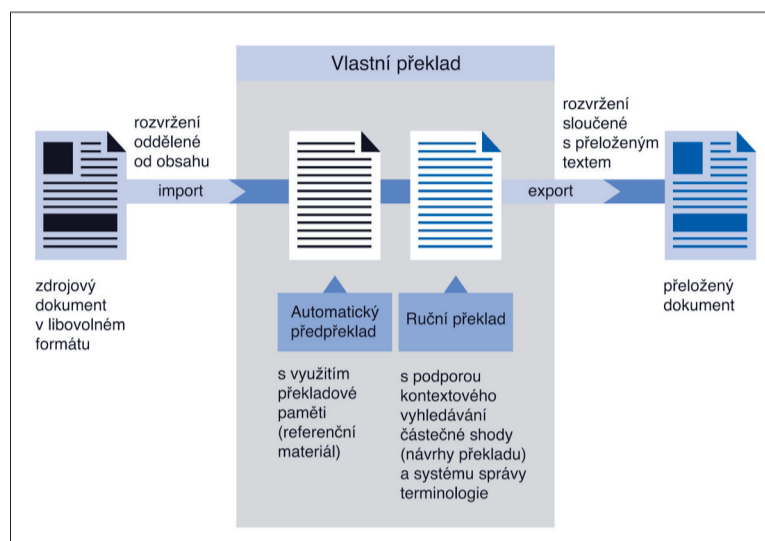 Vlastní překlad
rozvržení
oddělené
od obsahu
import
rozvržení
sloučené
s přeloženým
textem
export
zdrojový
dokument
v libovolném
formátu
Automatický
předpřeklad
Ruční překlad
přeložený
dokument
s využitím
překladové
paměti
(referenční
materiál)
s podporou
kontextového
vyhledávání
částečné shody
(návrhy překladu)
a systému správy
terminologie